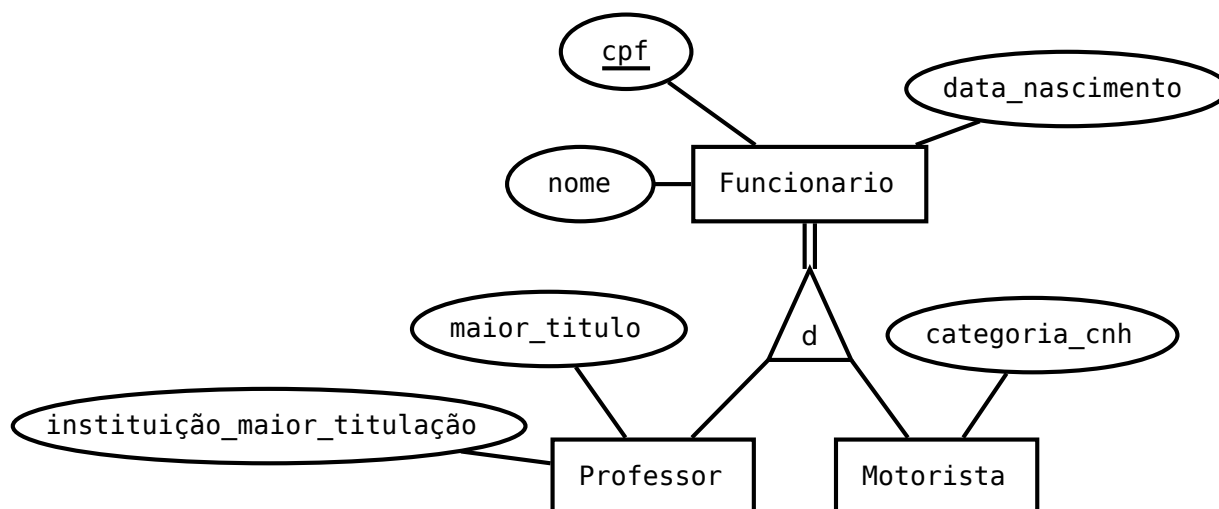 cpf
data_nascimento
nome
Funcionario
maior_titulo
d
categoria_cnh
instituição_maior_titulação
Professor
Motorista